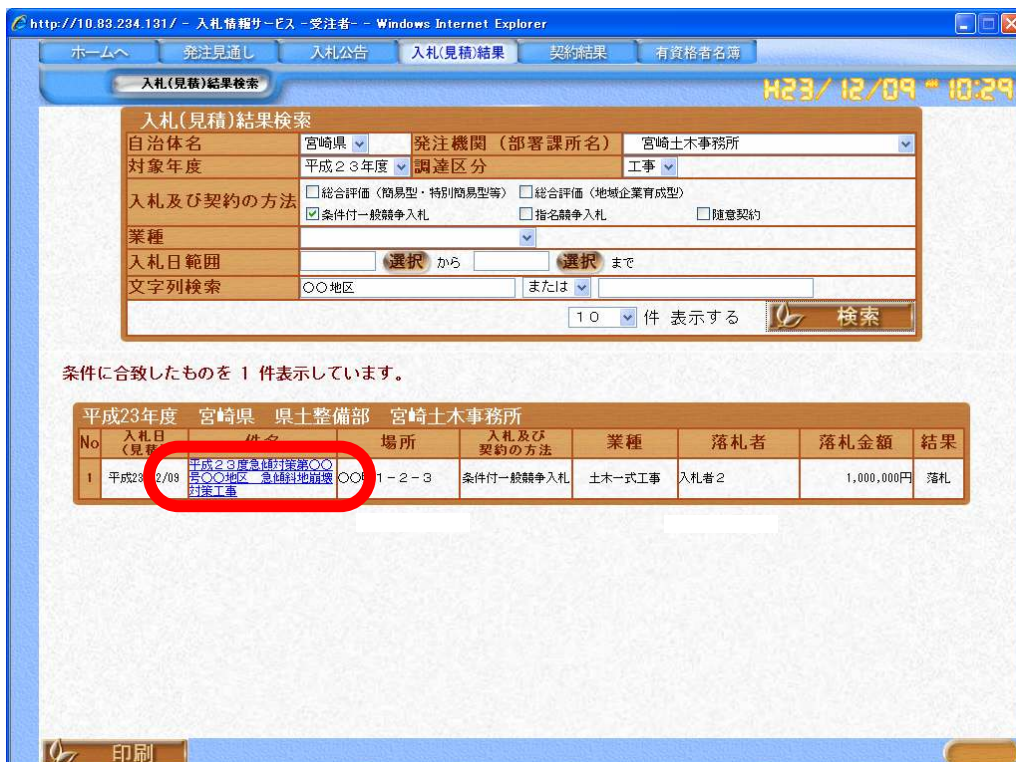 http://10.83.234.131/ - 入札情報サービス -受注者- - Windows Internet Explorer
ホームへ 発注見通し 入札公告 入札(見積)結果 契約結果 有資格者名簿
入札(見積)結果検索
H23/12/09 10:29
入札(見積)結果検索
自治体名 宮崎県 発注機関（部署課所名） 宮崎土木事務所
対象年度 平成２３年度 調達区分 工事
入札及び契約の方法 総合評価（簡易型・特別簡易型等） 総合評価（地域企業育成型）
条件付一般競争入札 指名競争入札 随意契約
業種
入札日範囲 選択 から 選択 まで
文字列検索 〇〇地区 または
１０ 件 表示する 検索
条件に合致したものを 1 件表示しています。
平成23年度 宮崎県 県土整備部 宮崎土木事務所
No 入札日 件名 場所 入札及び契約の方法 業種 落札者 落札金額 結果
平成２３度急傾対策第〇〇
1 平成23 2/09 号〇〇地区 急傾斜地崩壊 〇〇 1－2－3 条件付一般競争入札 土木一式工事 入札者２ 1,000,000円 落札
対策工事
印刷